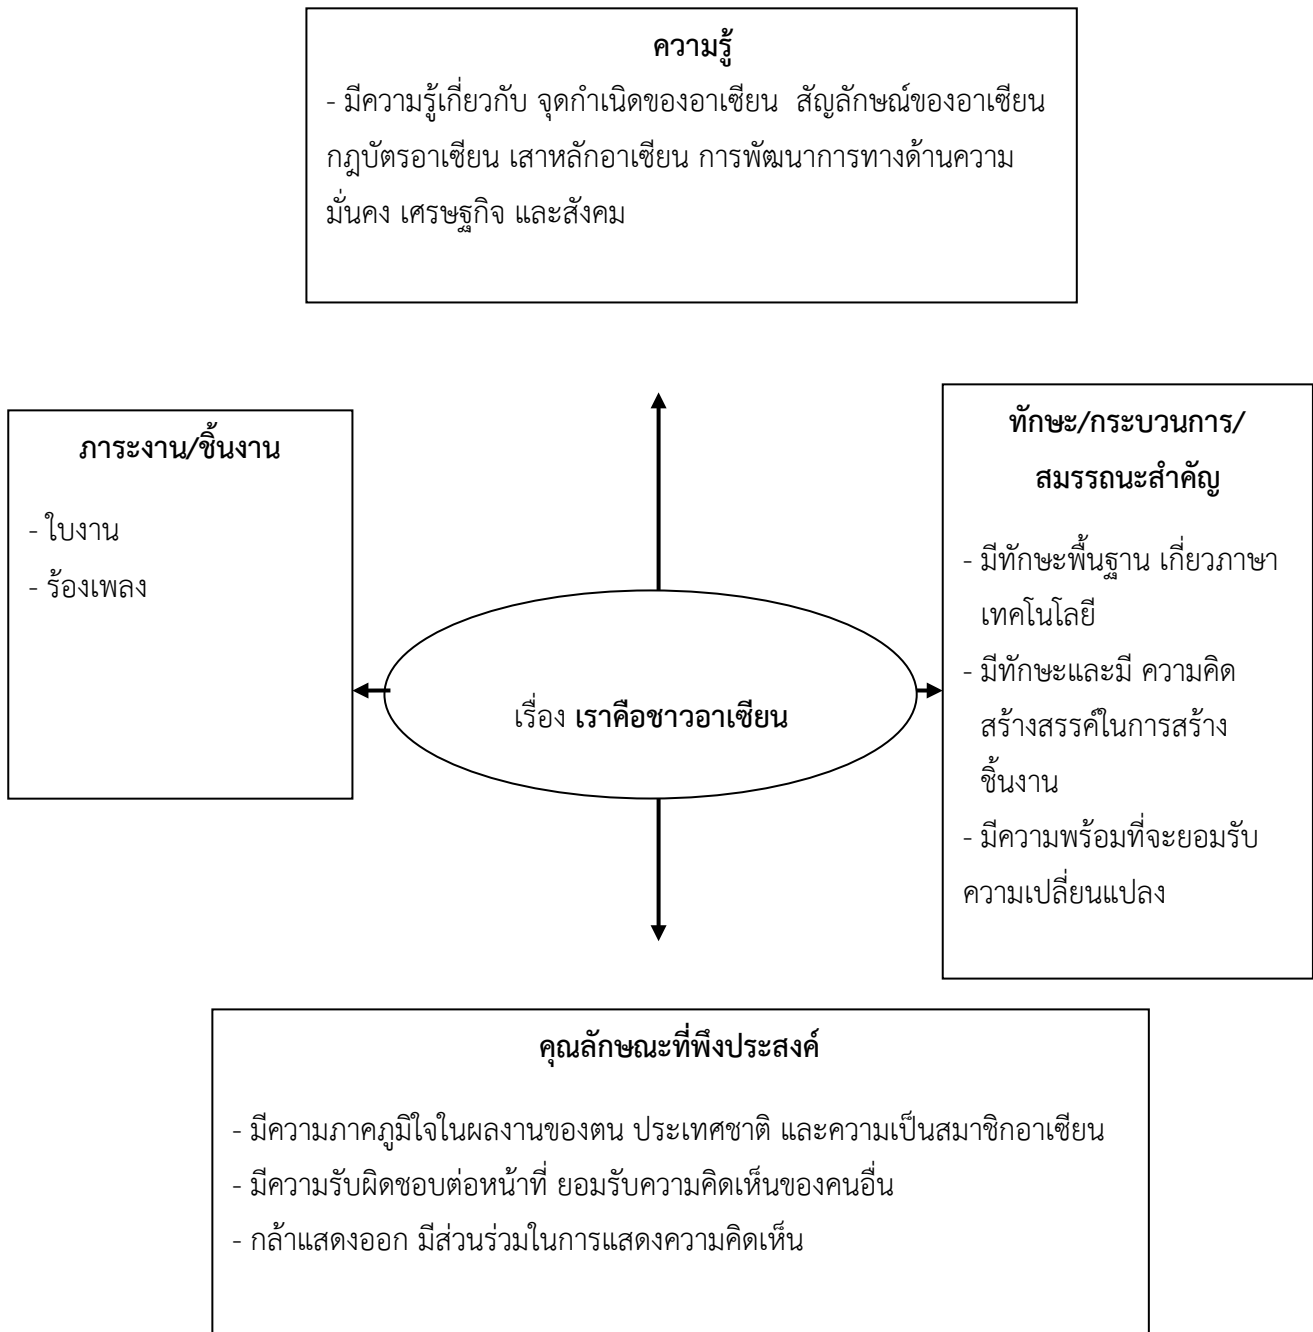 ความรู้
- มีความรู้เกี่ยวกับ จุดกำเนิดของอาเซียน  สัญลักษณ์ของอาเซียน
กฎบัตรอาเซียน เสาหลักอาเซียน การพัฒนาการทางด้านความ
มั่นคง เศรษฐกิจ และสังคม
ภาระงาน/ชิ้นงาน
- ใบงาน
- ร้องเพลง
ทักษะ/กระบวนการ/
สมรรถนะสำคัญ
- มีทักษะพื้นฐาน เกี่ยวภาษา
เทคโนโลยี
- มีทักษะและมี ความคิด
สร้างสรรค์ในการสร้าง
ชิ้นงาน
- มีความพร้อมที่จะยอมรับ
ความเปลี่ยนแปลง
เรื่อง เราคือชาวอาเซียน
คุณลักษณะที่พึงประสงค์
- มีความภาคภูมิใจในผลงานของตน ประเทศชาติ และความเป็นสมาชิกอาเซียน
- มีความรับผิดชอบต่อหน้าที่ ยอมรับความคิดเห็นของคนอื่น
- กล้าแสดงออก มีส่วนร่วมในการแสดงความคิดเห็น